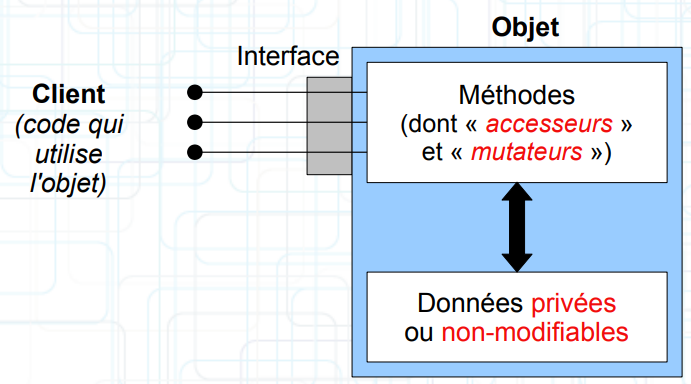 Objet
Interface
Client
(code qui
utilise
l'objet)
Méthodes
(dont « accesseurs »
et « mutateurs »)
Données privées
ou non-modifiables